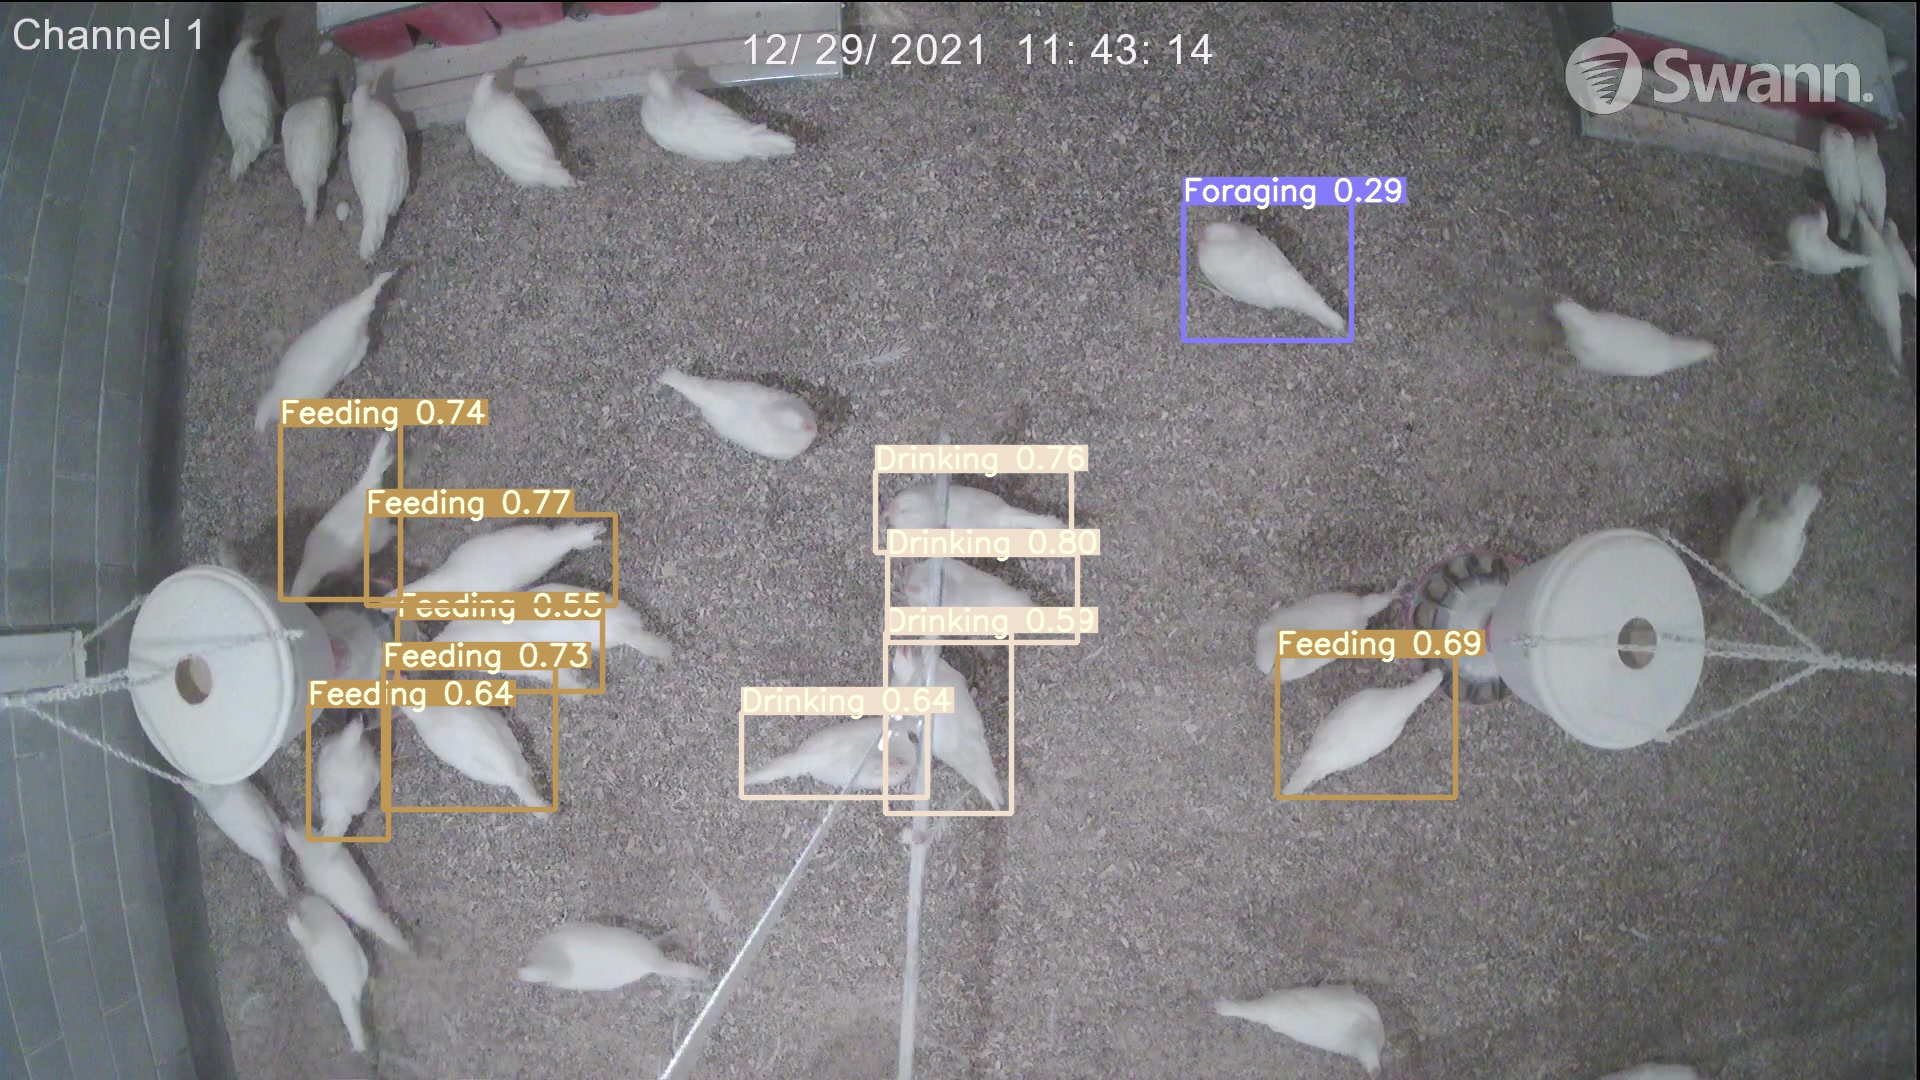 Channel 1
12/ 29/ 2021 11: 43: 14
Swann.
Foraging 0.29
Feeding 0.74
Drinking 0.76
Feeding 0.77
Drinking 0.80
Feeding 0.55
Drinking 0.59
Feeding 0.69
Feeding 0.73
Feeding 0.64
Drinking 0.64